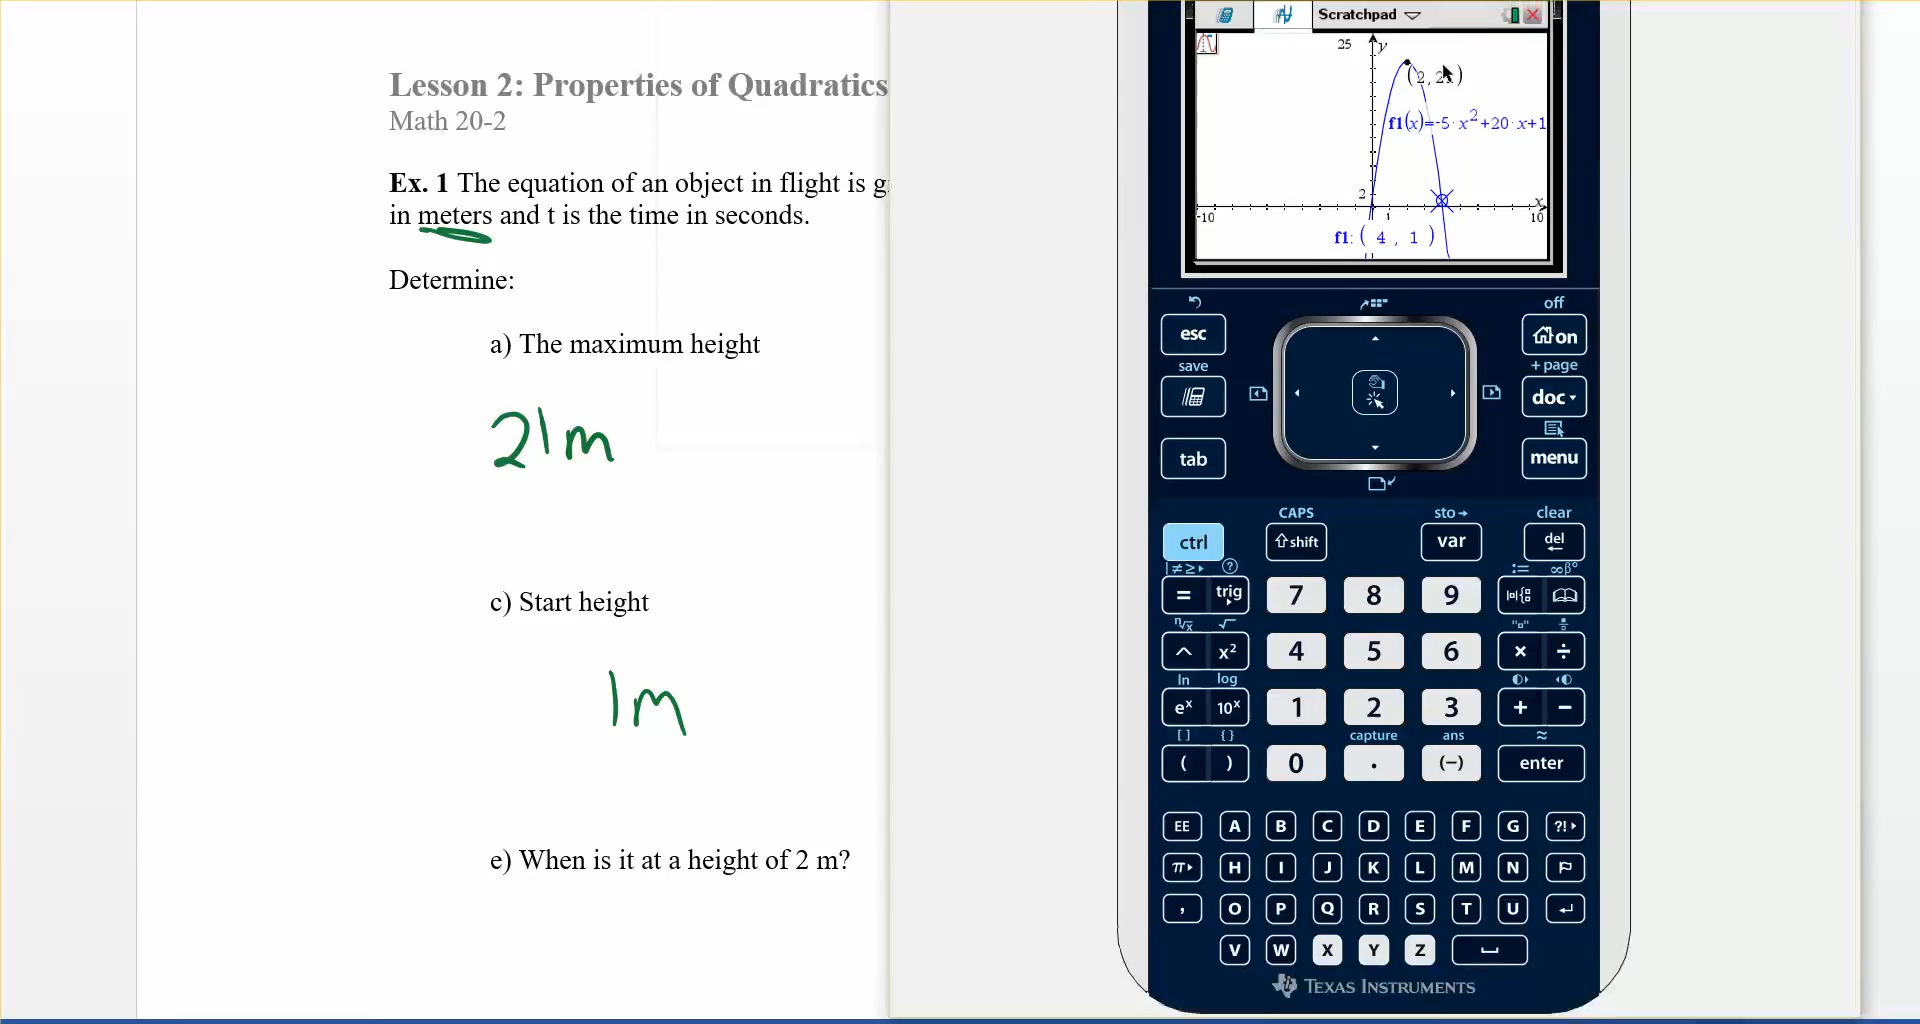 Lesson 2: Properties of Quadratics
Math 20-2
Ex. 1 The equation of an object in flight is g
in meters and t is the time in seconds.
Determine:
a) The maximum height
21m
c) Start height
1m
e) When is it at a height of 2 m?
Scratchpad
25 y
(2, 2 )
f1(x)=-5·x²+20·x+1
2
x
-10 1 10
f1: ( 4 , 1 )
off
esc on
save + page
doc
tab menu
CAPS sto→ clear
ctrl shift var del
|≠≥▸ ? := ∞β°
= trig 7 8 9
ⁿ√x √ "□"
^ x² 4 5 6 × ÷
ln log
eˣ 10ˣ 1 2 3 + −
[ ] { } capture ans ≈
( ) 0 . (−) enter
EE A B C D E F G ?!▸
π▸ H I J K L M N
, O P Q R S T U
V W X Y Z
TEXAS INSTRUMENTS